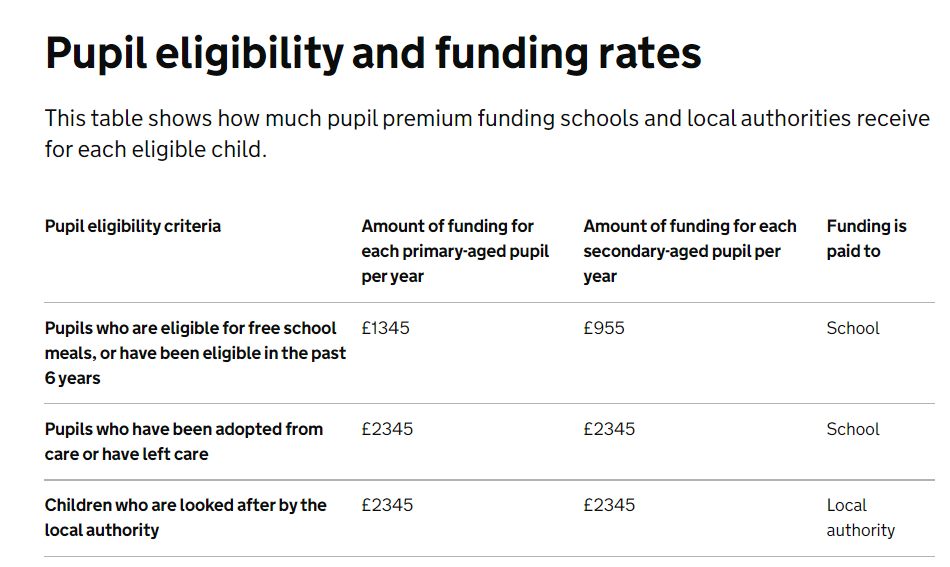 Pupil eligibility and funding rates
This table shows how much pupil premium funding schools and local authorities receive
for each eligible child.
Pupil eligibility criteria
Amount of funding for
each primary-aged pupil
per year
Amount of funding for each
secondary-aged pupil per
year
Funding is
paid to
Pupils who are eligible for free school
meals, or have been eligible in the past
6 years
£1345
£955
School
Pupils who have been adopted from
care or have left care
£2345
£2345
School
Children who are looked after by the
local authority
£2345
£2345
Local
authority